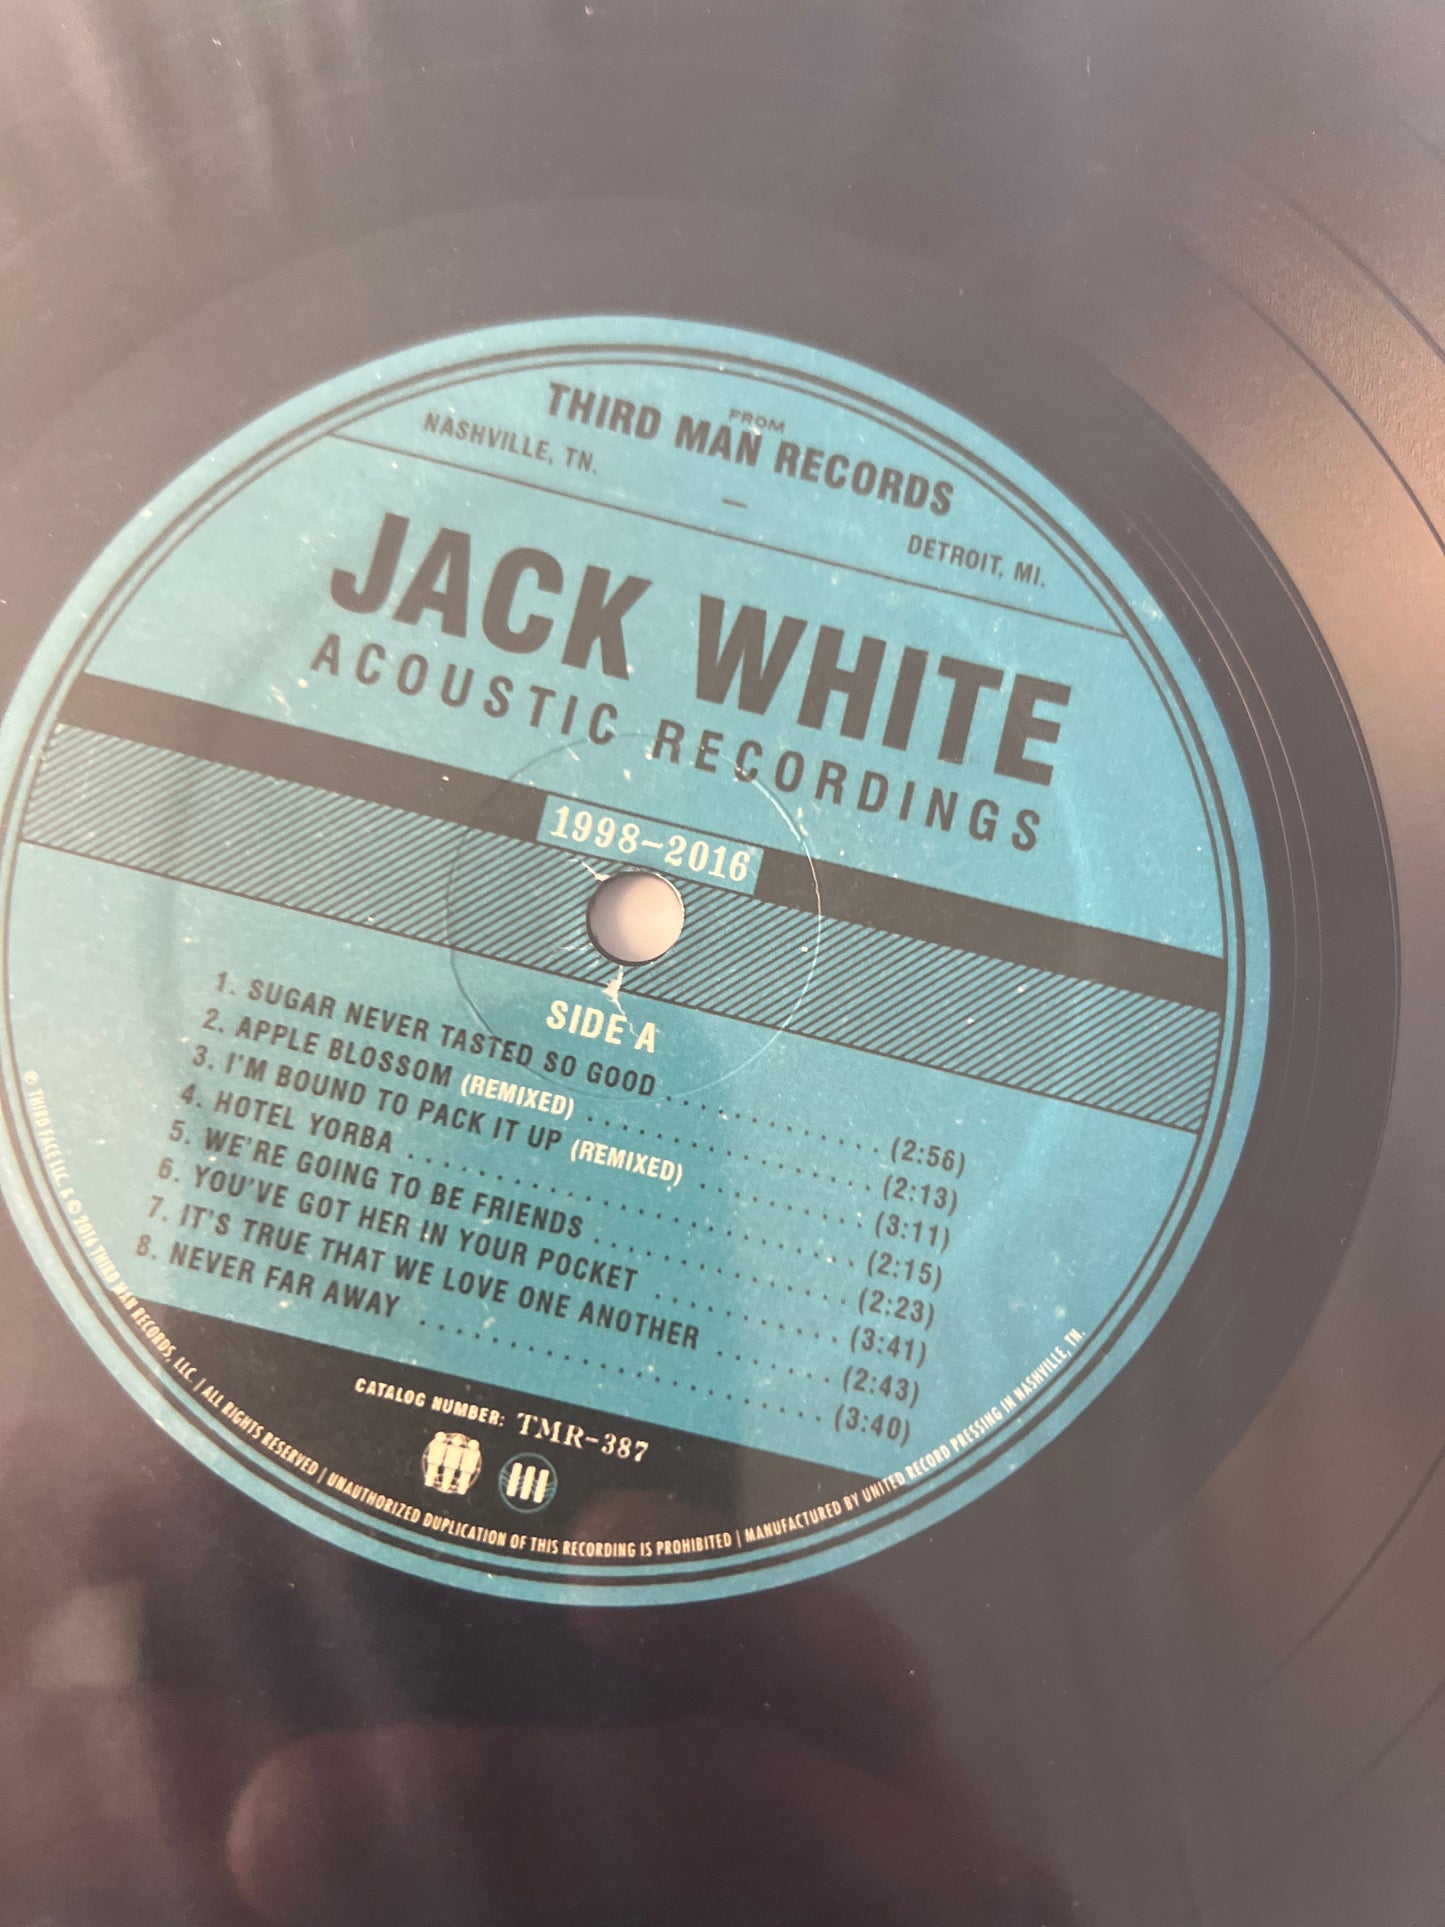 FROM
THIRD MAN RECORDS
NASHVILLE, TN. – DETROIT, MI.
JACK WHITE
ACOUSTIC RECORDINGS
1998–2016
SIDE A
1. SUGAR NEVER TASTED SO GOOD . . . . . . . . . . . . . . . . (2:56)
2. APPLE BLOSSOM (REMIXED) . . . . . . . . . . . . . . . . . . . . (2:13)
3. I'M BOUND TO PACK IT UP (REMIXED) . . . . . . . . . . . . (3:11)
4. HOTEL YORBA . . . . . . . . . . . . . . . . . . . . . . . . . . . . . . (2:15)
5. WE'RE GOING TO BE FRIENDS . . . . . . . . . . . . . . . . . . (2:23)
6. YOU'VE GOT HER IN YOUR POCKET . . . . . . . . . . . . . (3:41)
7. IT'S TRUE THAT WE LOVE ONE ANOTHER . . . . . . . . (2:43)
8. NEVER FAR AWAY . . . . . . . . . . . . . . . . . . . . . . . . . . . (3:40)
CATALOG NUMBER: TMR-387
℗ THIRD FACE LLC. & © 2016 THIRD MAN RECORDS, LLC. | ALL RIGHTS RESERVED | UNAUTHORIZED DUPLICATION OF THIS RECORDING IS PROHIBITED | MANUFACTURED BY UNITED RECORD PRESSING IN NASHVILLE, TN.